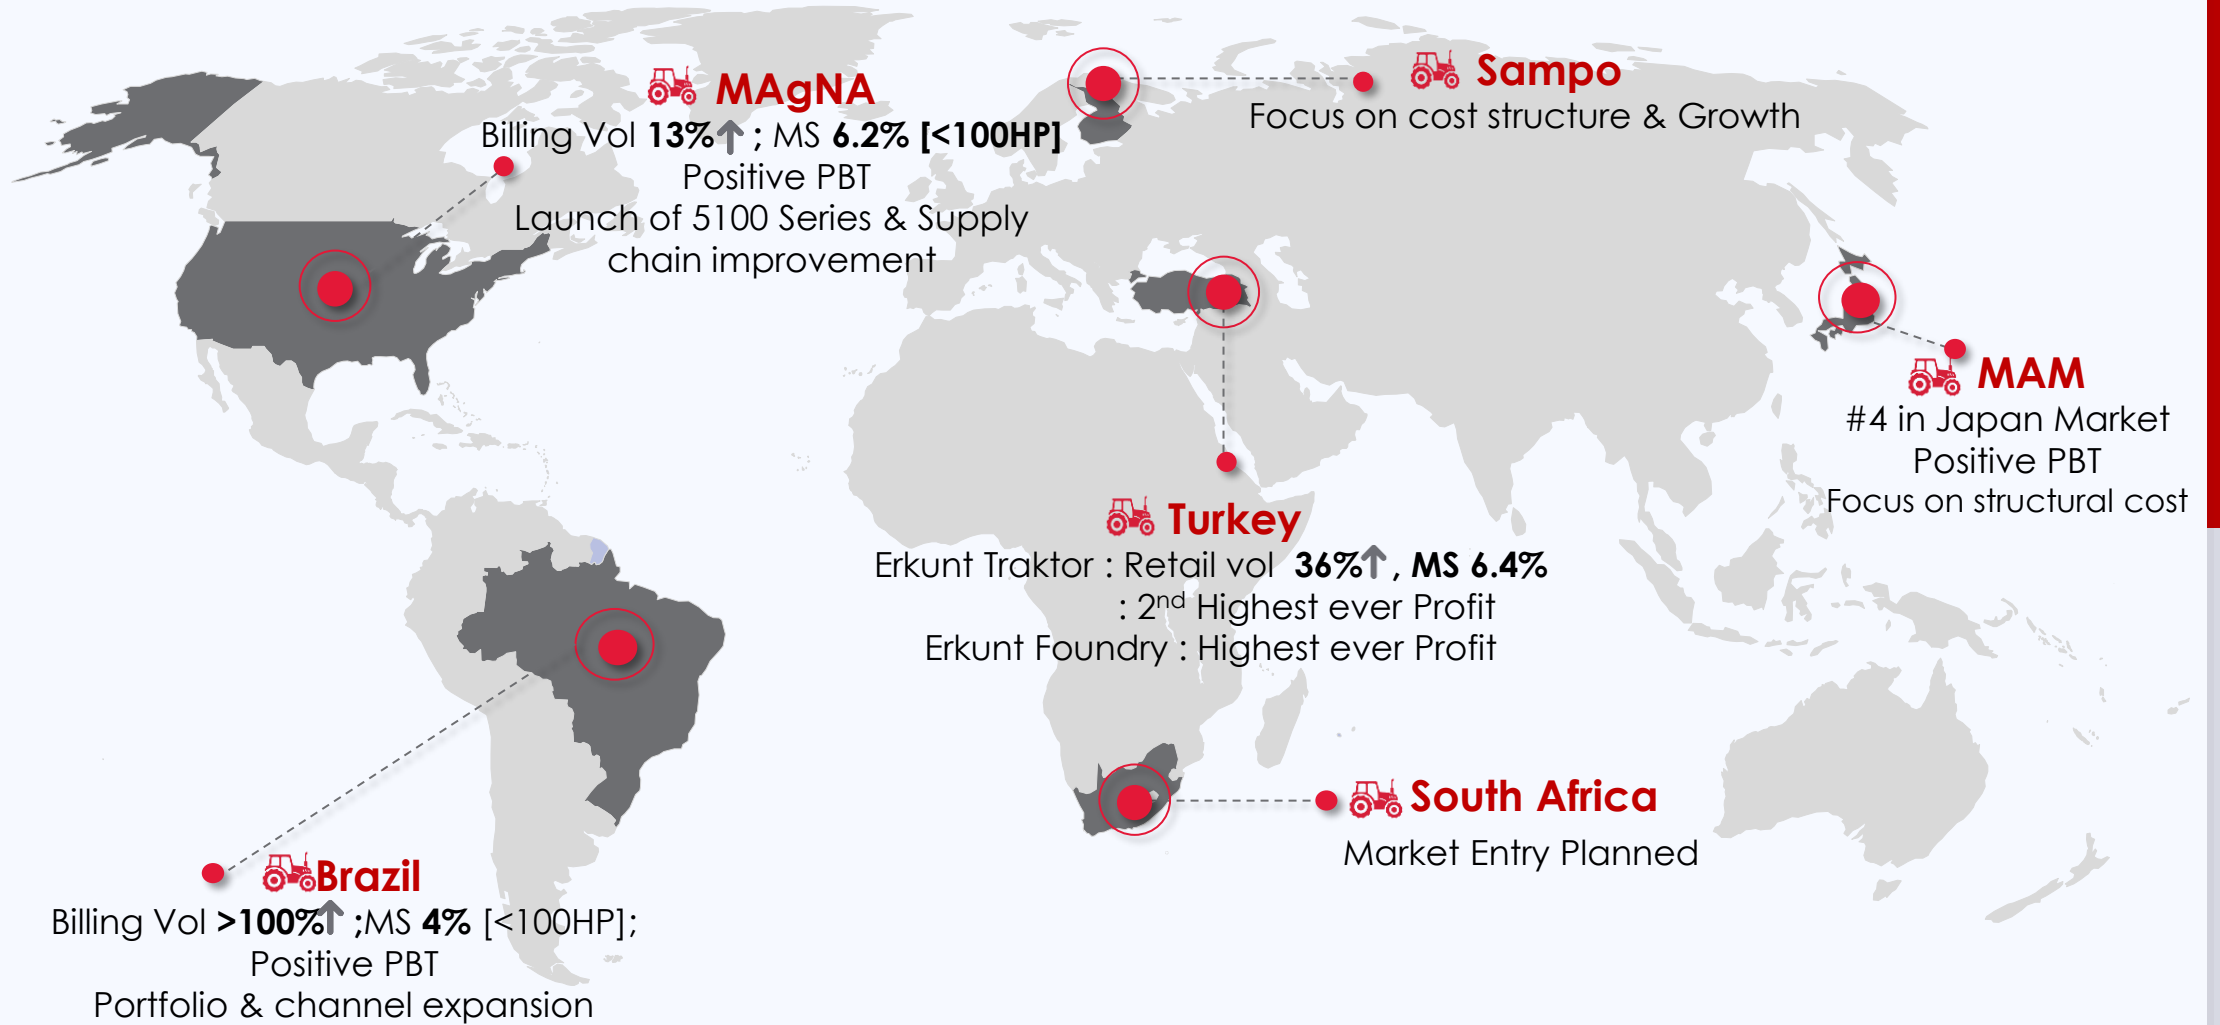 MAgNA
Billing Vol 13%↑ ; MS 6.2% [<100HP]
Positive PBT
Launch of 5100 Series & Supply
chain improvement
Sampo
Focus on cost structure & Growth
MAM
#4 in Japan Market
Positive PBT
Focus on structural cost
Turkey
Erkunt Traktor : Retail vol 36%↑ , MS 6.4%
: 2nd Highest ever Profit
Erkunt Foundry : Highest ever Profit
South Africa
Market Entry Planned
Brazil
Billing Vol >100%↑ ;MS 4% [<100HP];
Positive PBT
Portfolio & channel expansion